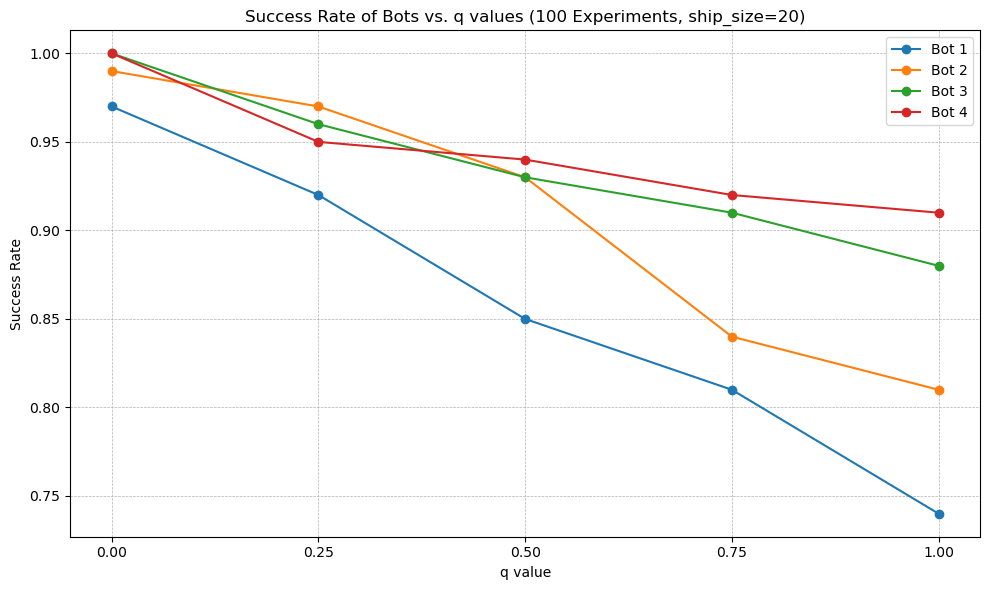 Success Rate of Bots vs. q values (100 Experiments, ship_size=20)
Bot 1
Bot 2
Bot 3
Bot 4
1.00
0.95
0.90
0.85
0.80
0.75
Success Rate
0.00 0.25 0.50 0.75 1.00
q value